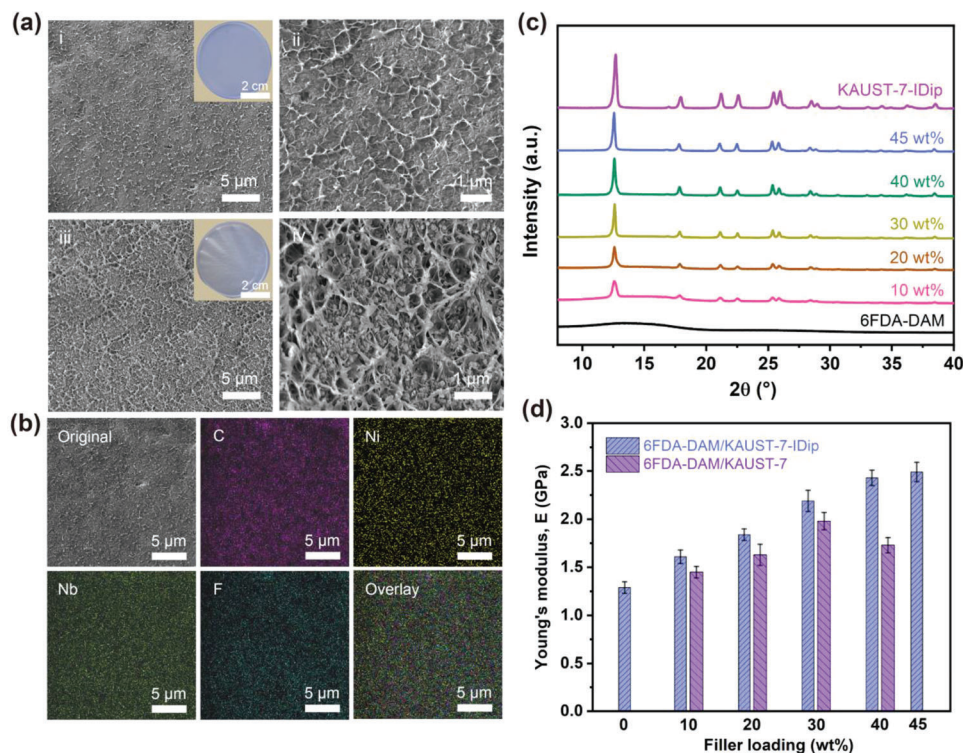 (a)
i
2 cm
5 μm
ii
1 μm
iii
2 cm
5 μm
iv
1 μm
(b)
Original
5 μm
C
5 μm
Ni
5 μm
Nb
5 μm
F
5 μm
Overlay
5 μm
(c)
Intensity (a.u.)
KAUST-7-IDip
45 wt%
40 wt%
30 wt%
20 wt%
10 wt%
6FDA-DAM
10 15 20 25 30 35 40
2θ (°)
(d)
Young's modulus, E (GPa)
3.0
2.5
2.0
1.5
1.0
0.5
0.0
6FDA-DAM/KAUST-7-IDip
6FDA-DAM/KAUST-7
0 10 20 30 40 45
Filler loading (wt%)